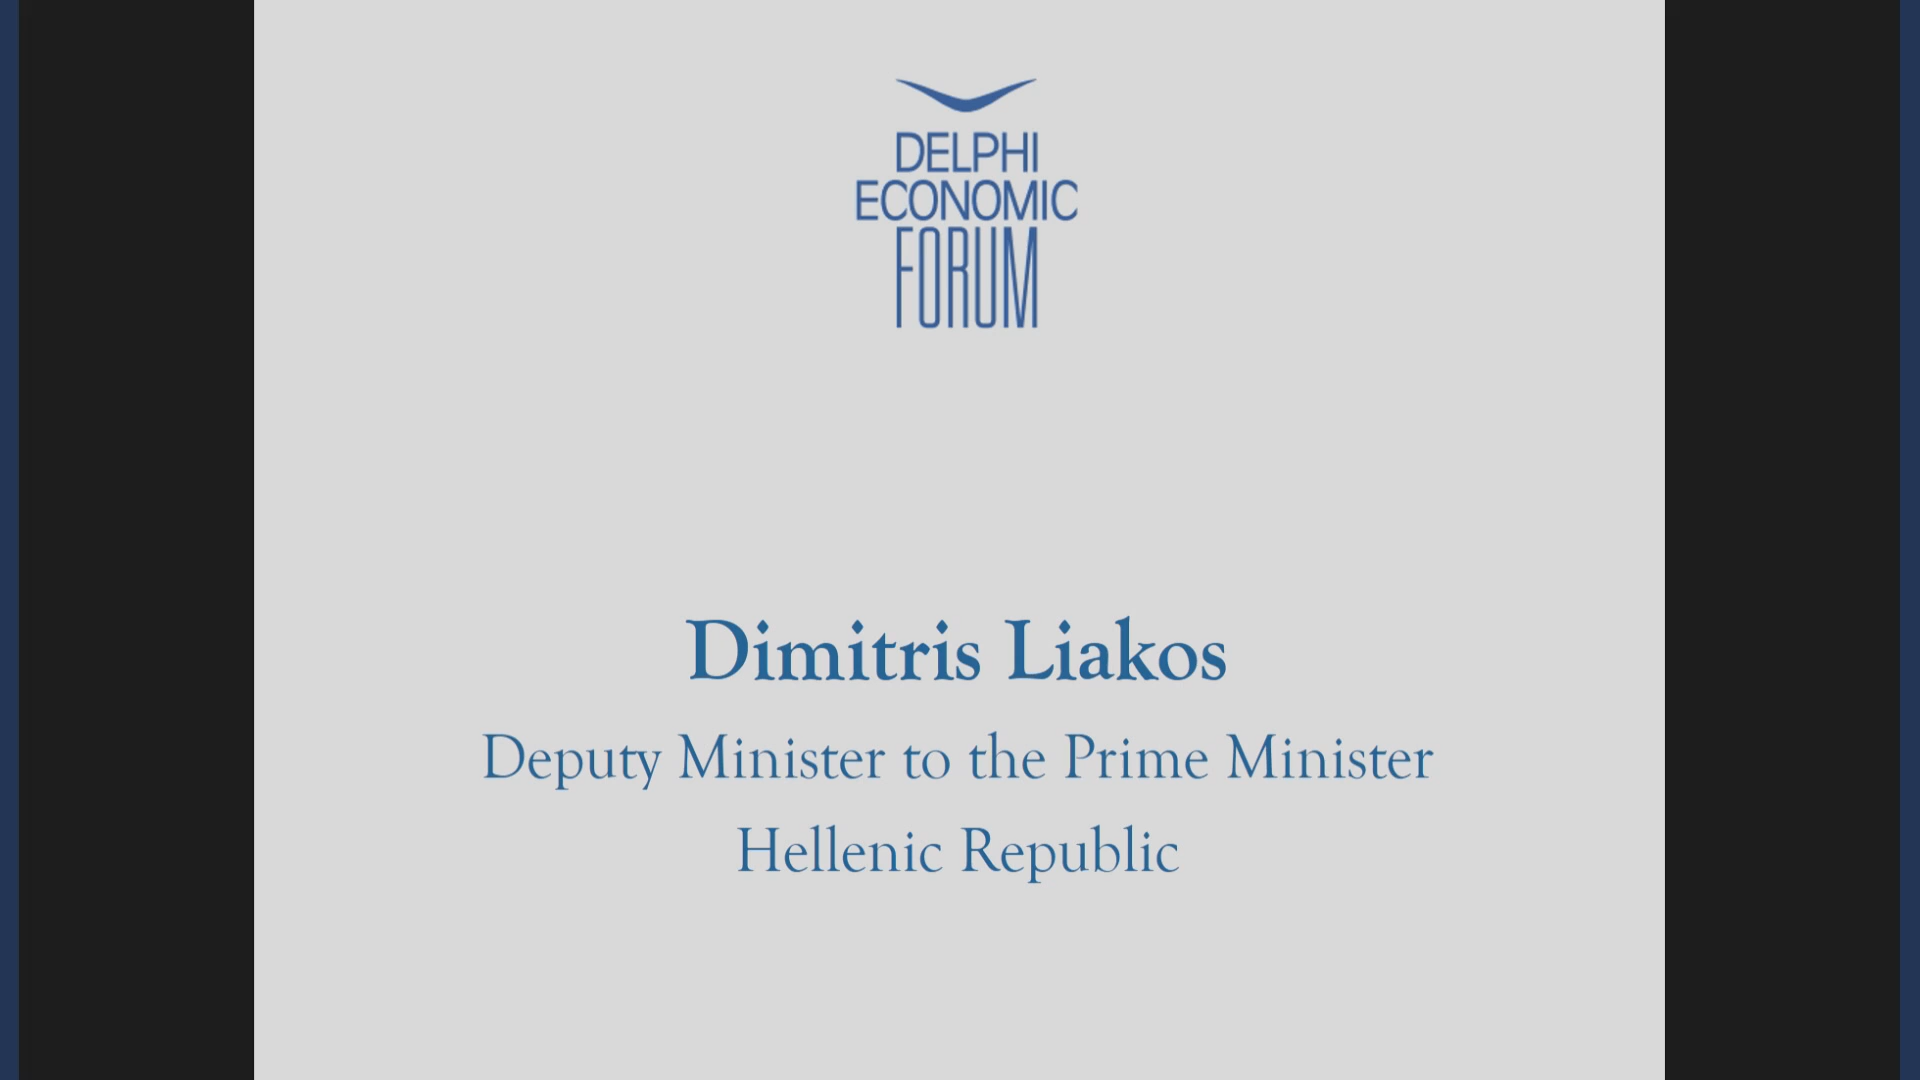 DELPHI
ECONOMIC
FORUM
Dimitris Liakos
Deputy Minister to the Prime Minister
Hellenic Republic